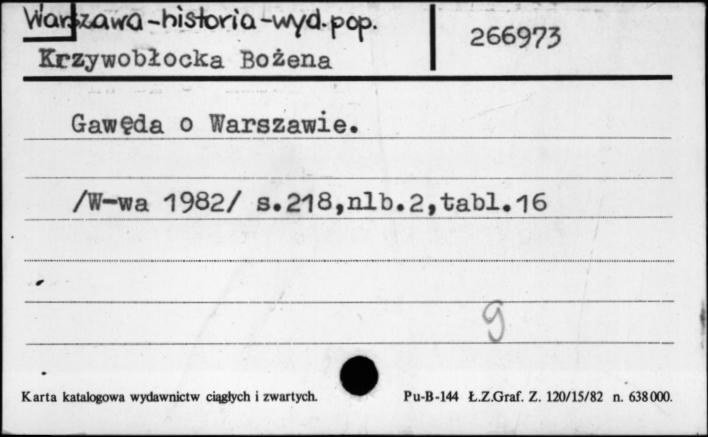 Warszawa-historia-wyd.pop.
266973
Krzywobłocka Bożena
Gawęda o Warszawie.
/W-wa 1982/ s.218,nlb.2,tabl.16
g
Karta katalogowa wydawnictw ciągłych i zwartych.
Pu-B-144 Ł.Z.Graf. Z. 120/15/82 n. 638000.